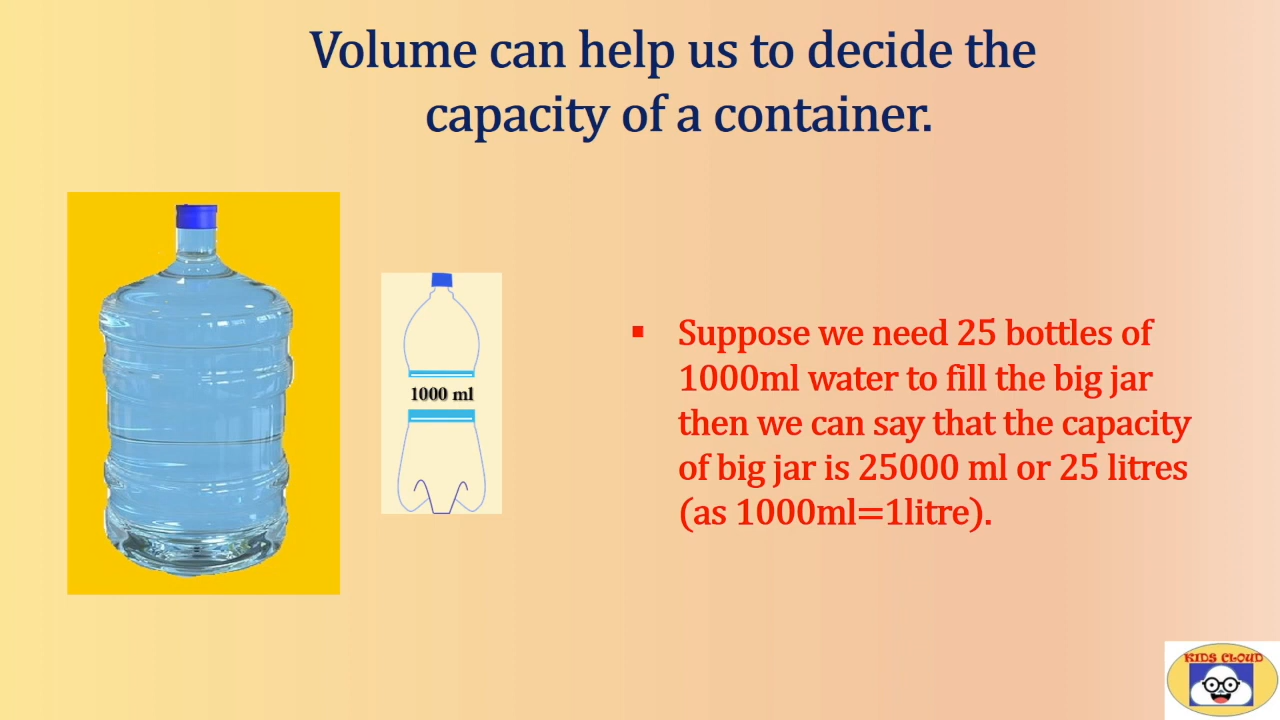 Volume can help us to decide the
capacity of a container.
1000 ml
▪ Suppose we need 25 bottles of
1000ml water to fill the big jar
then we can say that the capacity
of big jar is 25000 ml or 25 litres
(as 1000ml=1litre).
KIDS CLOUD